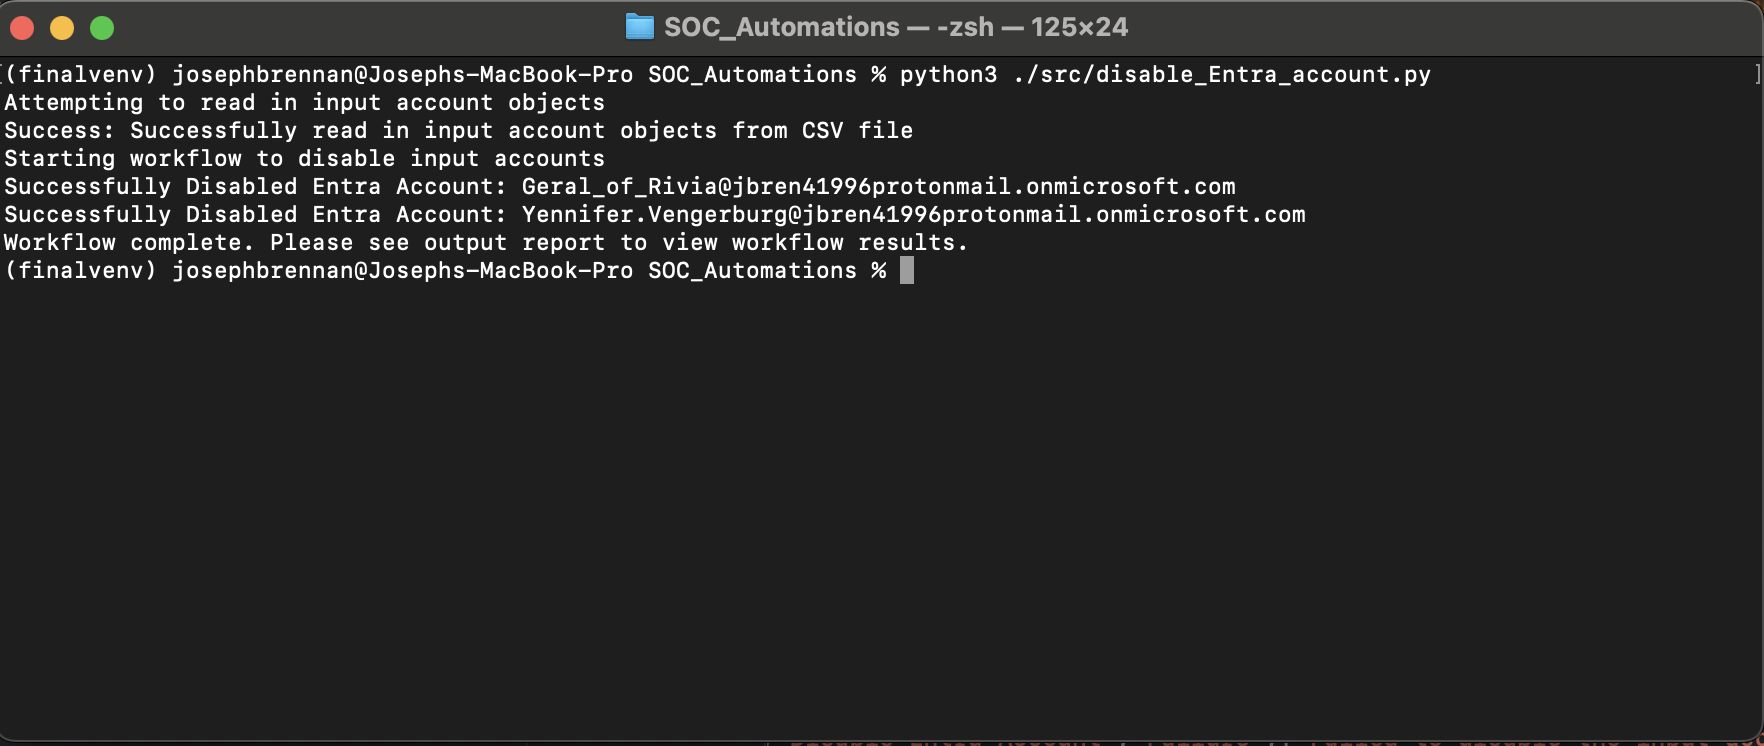 SOC_Automations — -zsh — 125×24
(finalvenv) josephbrennan@Josephs-MacBook-Pro SOC_Automations % python3 ./src/disable_Entra_account.py
Attempting to read in input account objects
Success: Successfully read in input account objects from CSV file
Starting workflow to disable input accounts
Successfully Disabled Entra Account: Geral_of_Rivia@jbren41996protonmail.onmicrosoft.com
Successfully Disabled Entra Account: Yennifer.Vengerburg@jbren41996protonmail.onmicrosoft.com
Workflow complete. Please see output report to view workflow results.
(finalvenv) josephbrennan@Josephs-MacBook-Pro SOC_Automations %